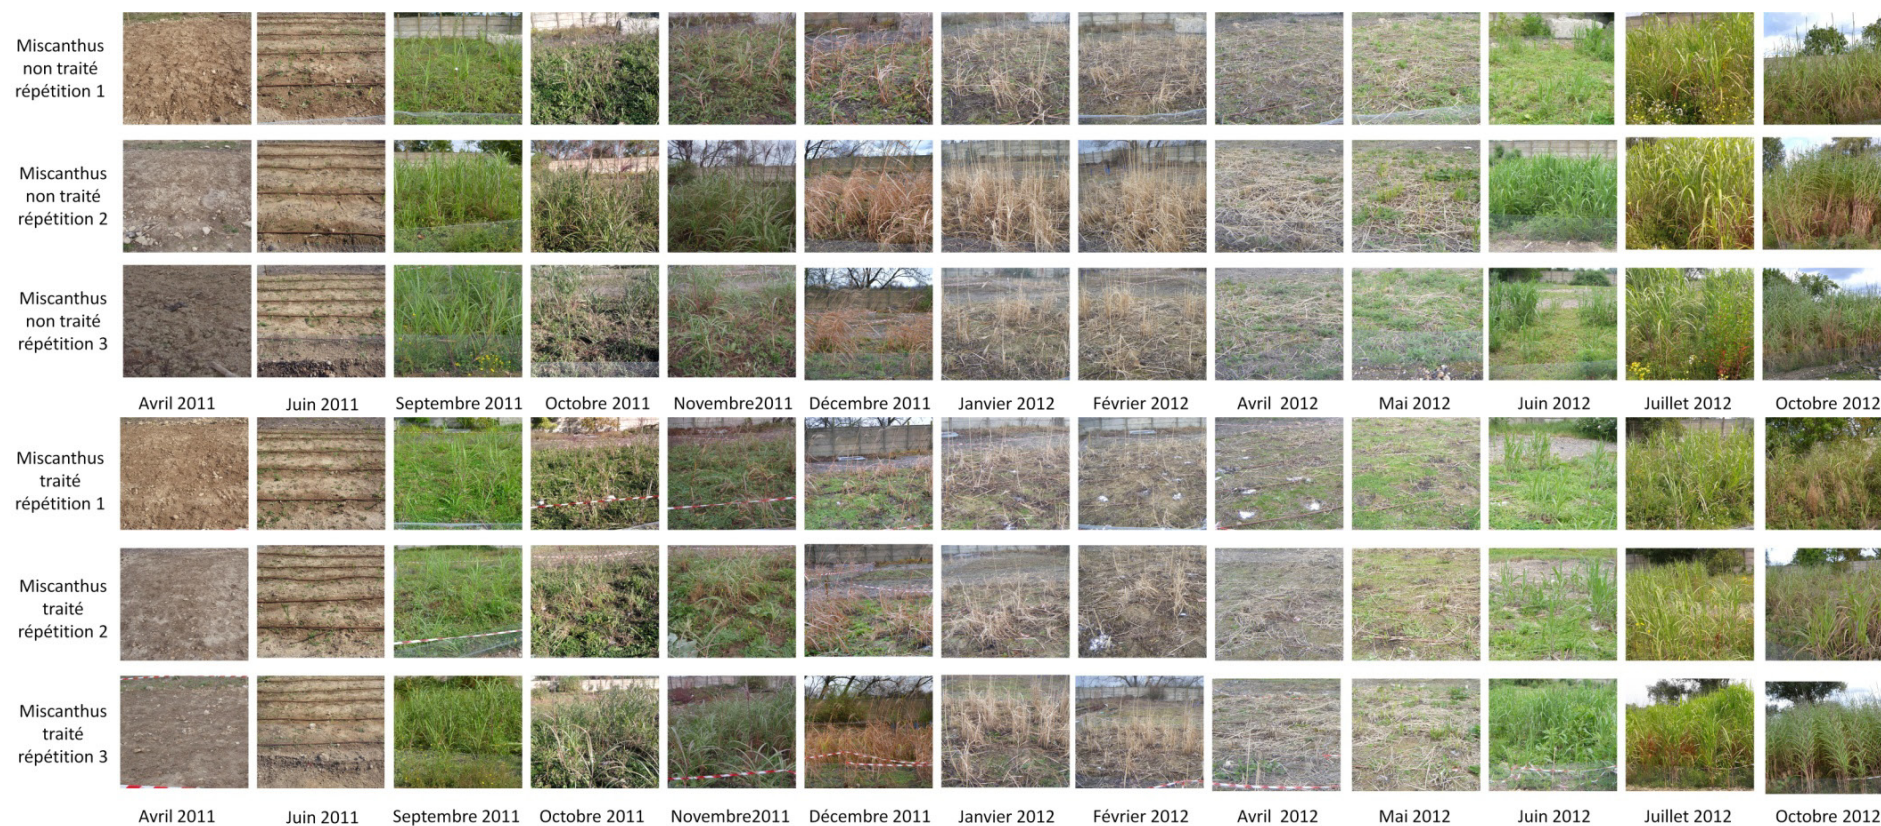 Miscanthus
non traité
répétition 1
Miscanthus
non traité
répétition 2
Miscanthus
non traité
répétition 3
Avril 2011 Juin 2011 Septembre 2011 Octobre 2011 Novembre2011 Décembre 2011 Janvier 2012 Février 2012 Avril 2012 Mai 2012 Juin 2012 Juillet 2012 Octobre 2012
Miscanthus
traité
répétition 1
Miscanthus
traité
répétition 2
Miscanthus
traité
répétition 3
Avril 2011 Juin 2011 Septembre 2011 Octobre 2011 Novembre2011 Décembre 2011 Janvier 2012 Février 2012 Avril 2012 Mai 2012 Juin 2012 Juillet 2012 Octobre 2012